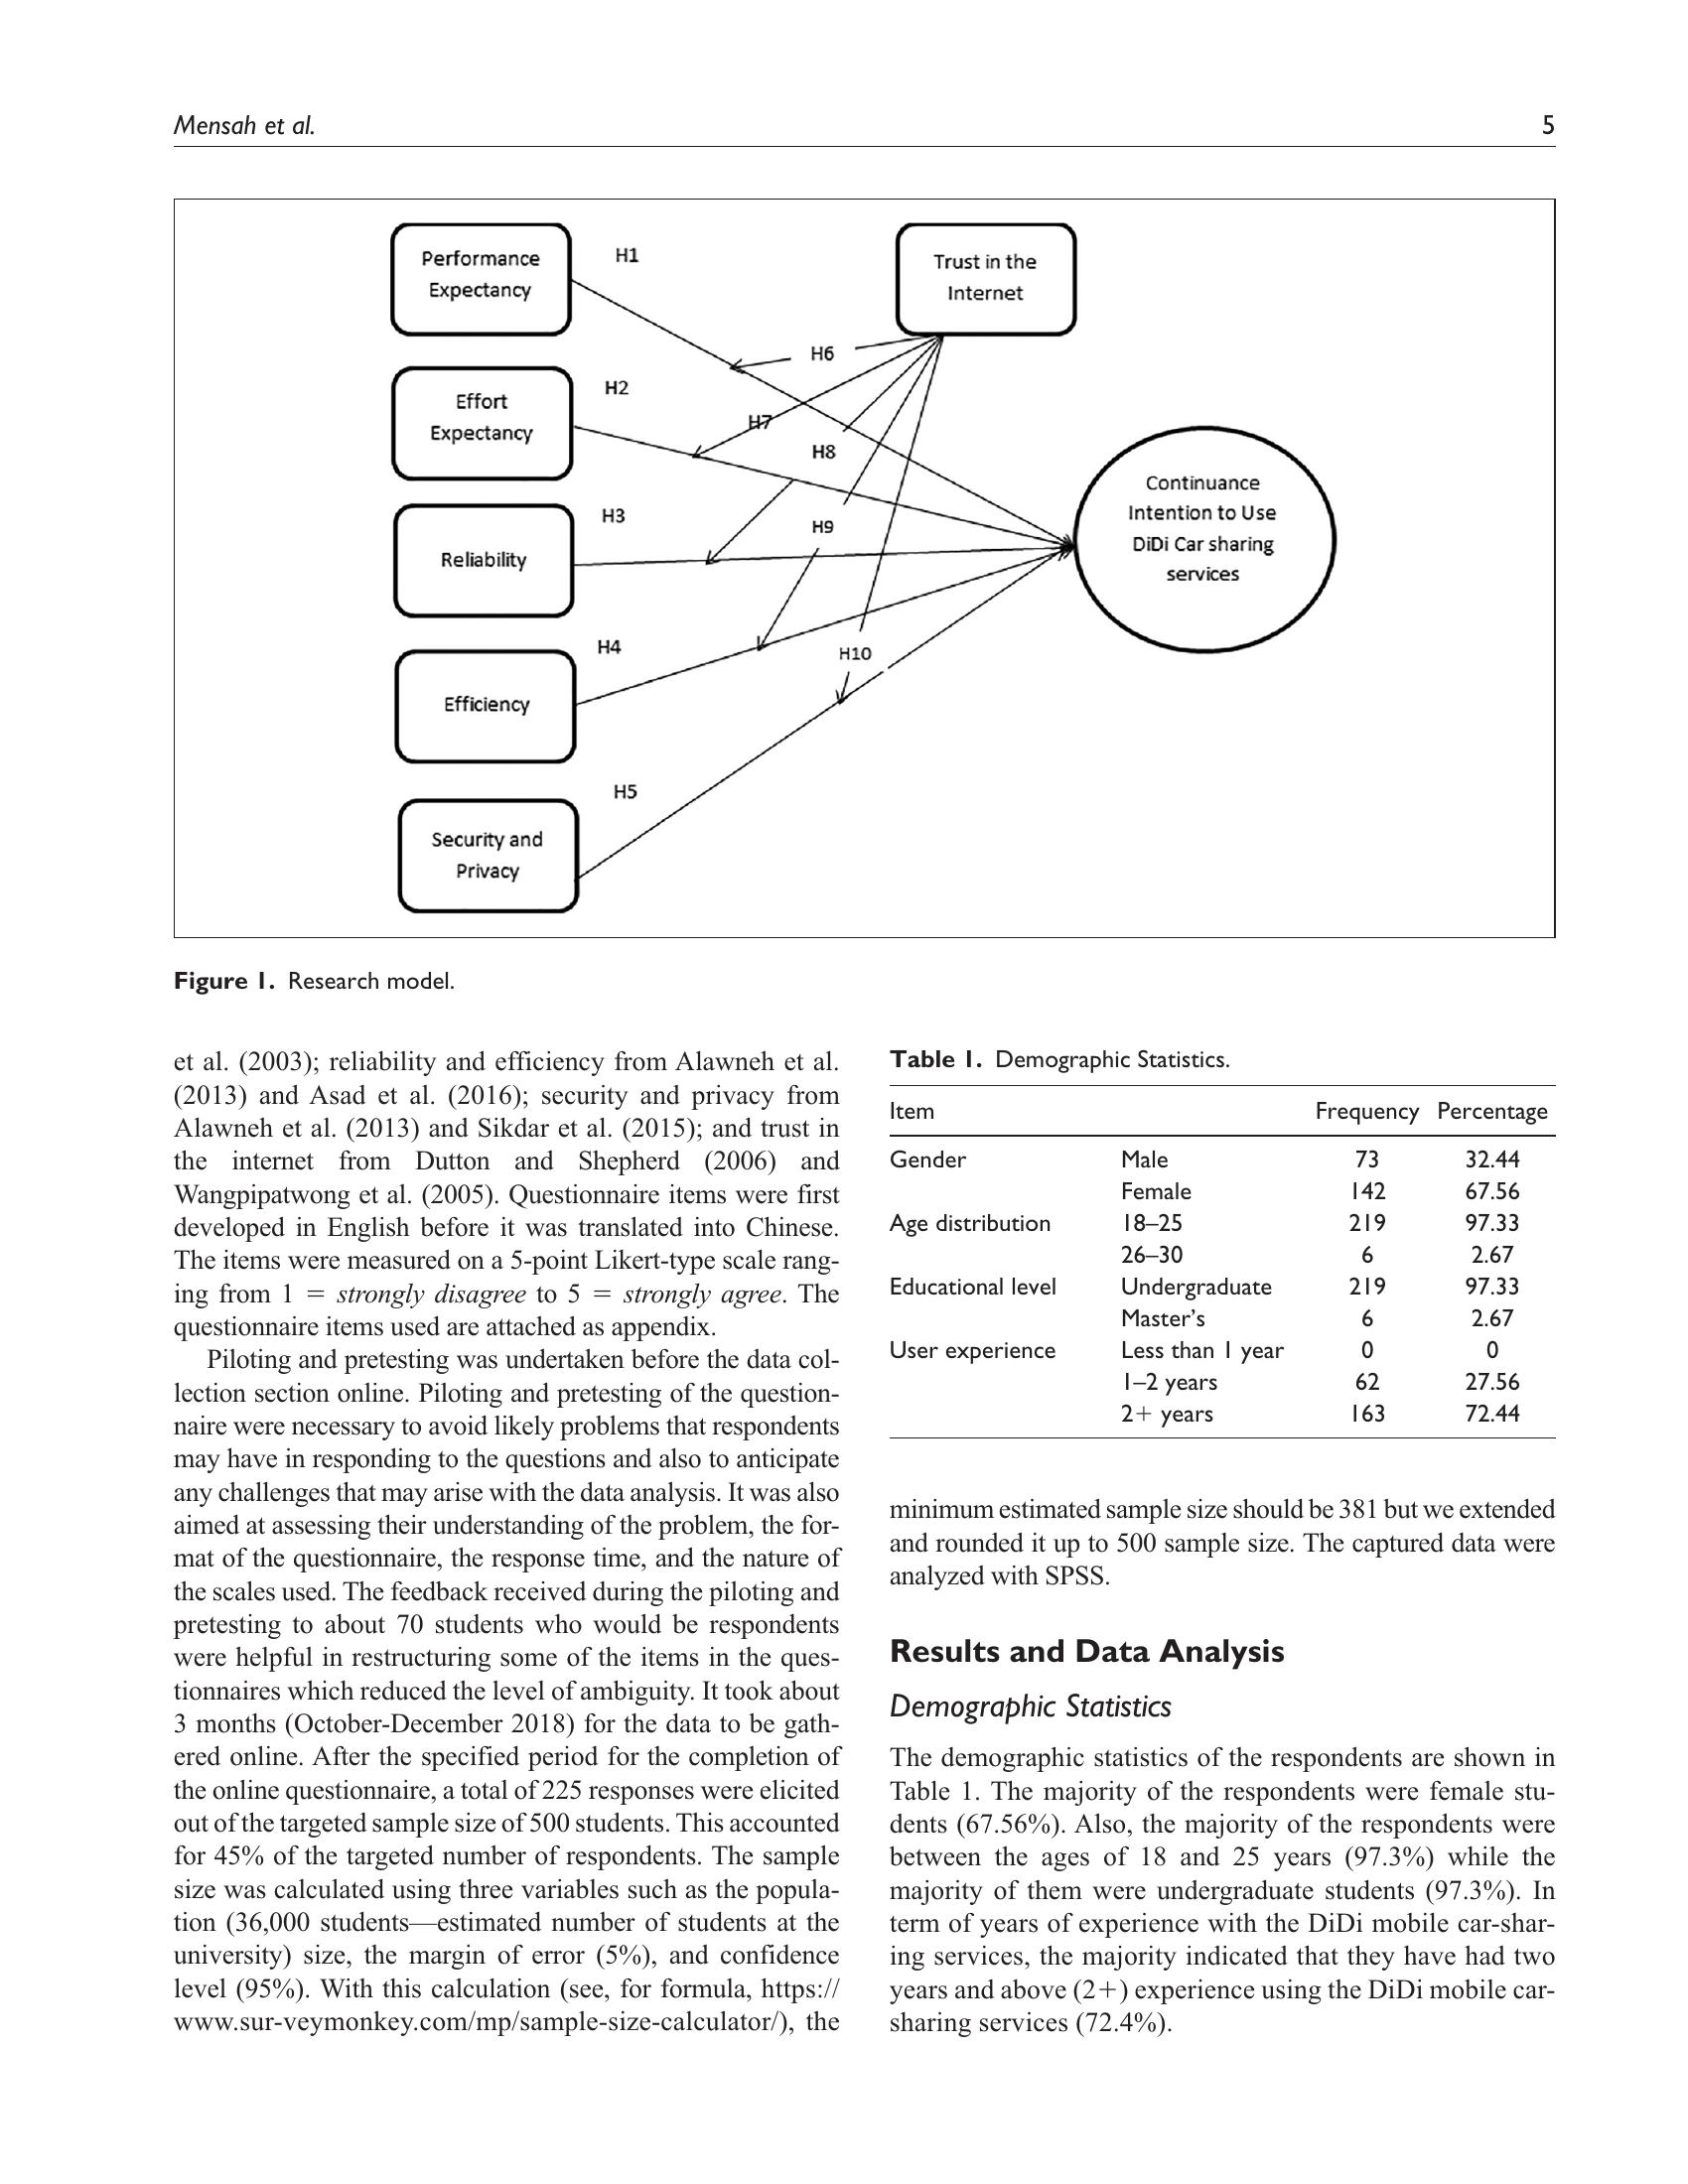 Mensah et al.
5
Performance
Expectancy
H1
Trust in the
Internet
H6
Effort
Expectancy
H2
H7
H8
Continuance
Intention to Use
DiDi Car sharing
services
Reliability
H3
H9
Efficiency
H4
H10
Security and
Privacy
H5
Figure 1. Research model.
et al. (2003); reliability and efficiency from Alawneh et al.
(2013) and Asad et al. (2016); security and privacy from
Alawneh et al. (2013) and Sikdar et al. (2015); and trust in
the internet from Dutton and Shepherd (2006) and
Wangpipatwong et al. (2005). Questionnaire items were first
developed in English before it was translated into Chinese.
The items were measured on a 5-point Likert-type scale rang-
ing from 1 = strongly disagree to 5 = strongly agree. The
questionnaire items used are attached as appendix.
Piloting and pretesting was undertaken before the data col-
lection section online. Piloting and pretesting of the question-
naire were necessary to avoid likely problems that respondents
may have in responding to the questions and also to anticipate
any challenges that may arise with the data analysis. It was also
aimed at assessing their understanding of the problem, the for-
mat of the questionnaire, the response time, and the nature of
the scales used. The feedback received during the piloting and
pretesting to about 70 students who would be respondents
were helpful in restructuring some of the items in the ques-
tionnaires which reduced the level of ambiguity. It took about
3 months (October-December 2018) for the data to be gath-
ered online. After the specified period for the completion of
the online questionnaire, a total of 225 responses were elicited
out of the targeted sample size of 500 students. This accounted
for 45% of the targeted number of respondents. The sample
size was calculated using three variables such as the popula-
tion (36,000 students—estimated number of students at the
university) size, the margin of error (5%), and confidence
level (95%). With this calculation (see, for formula, https://
www.sur-veymonkey.com/mp/sample-size-calculator/), the
Table 1. Demographic Statistics.
Item Frequency Percentage
Gender Male 73 32.44
Female 142 67.56
Age distribution 18–25 219 97.33
26–30 6 2.67
Educational level Undergraduate 219 97.33
Master's 6 2.67
User experience Less than 1 year 0 0
1–2 years 62 27.56
2+ years 163 72.44
minimum estimated sample size should be 381 but we extended
and rounded it up to 500 sample size. The captured data were
analyzed with SPSS.
Results and Data Analysis
Demographic Statistics
The demographic statistics of the respondents are shown in
Table 1. The majority of the respondents were female stu-
dents (67.56%). Also, the majority of the respondents were
between the ages of 18 and 25 years (97.3%) while the
majority of them were undergraduate students (97.3%). In
term of years of experience with the DiDi mobile car-shar-
ing services, the majority indicated that they have had two
years and above (2+) experience using the DiDi mobile car-
sharing services (72.4%).